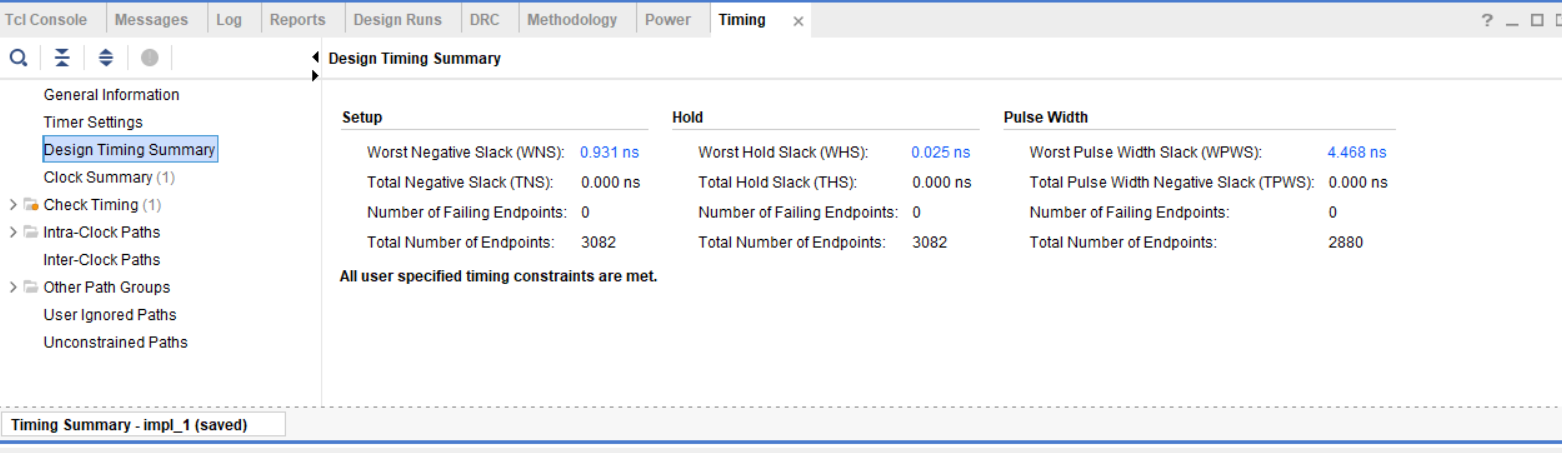 Tcl Console Messages Log Reports Design Runs DRC Methodology Power Timing × ? _
Design Timing Summary
General Information
Timer Settings
Design Timing Summary
Clock Summary (1)
> Check Timing (1)
> Intra-Clock Paths
Inter-Clock Paths
> Other Path Groups
User Ignored Paths
Unconstrained Paths
Setup Hold Pulse Width
Worst Negative Slack (WNS): 0.931 ns Worst Hold Slack (WHS): 0.025 ns Worst Pulse Width Slack (WPWS): 4.468 ns
Total Negative Slack (TNS): 0.000 ns Total Hold Slack (THS): 0.000 ns Total Pulse Width Negative Slack (TPWS): 0.000 ns
Number of Failing Endpoints: 0 Number of Failing Endpoints: 0 Number of Failing Endpoints: 0
Total Number of Endpoints: 3082 Total Number of Endpoints: 3082 Total Number of Endpoints: 2880
All user specified timing constraints are met.
Timing Summary - impl_1 (saved)